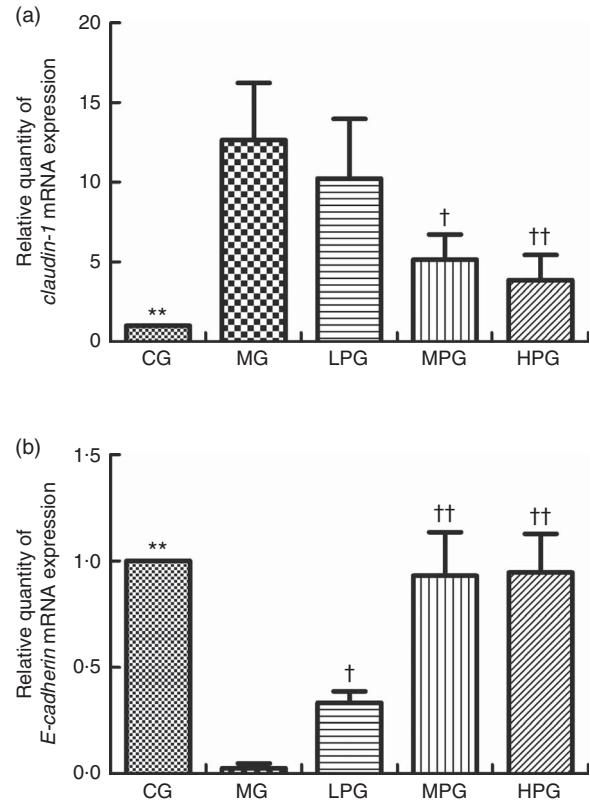 (a)
Relative quantity of
claudin-1 mRNA expression
20
15
10
5
0
**
†
††
CG MG LPG MPG HPG
(b)
Relative quantity of
E-cadherin mRNA expression
1·5
1·0
0·5
0·0
**
†
††
††
CG MG LPG MPG HPG